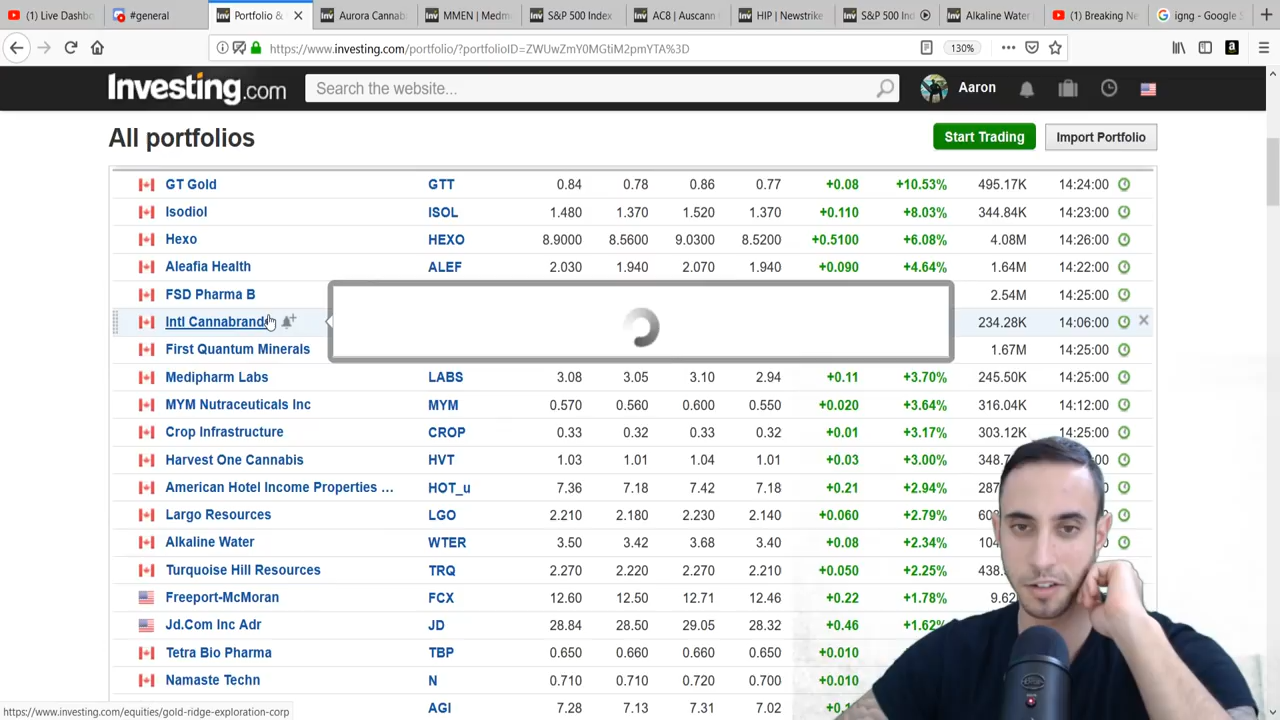 (1) Live Dashb
#general
Portfolio &
Aurora Cannab
MMEN | Medm
S&P 500 Index
AC8 | Auscann
HIP | Newstrike
S&P 500 Ind
Alkaline Water
(1) Breaking Ne
igng - Google
https://www.investing.com/portfolio/?portfolioID=ZWUwZmY0MGtiM2pmYTA%3D
130%
Investing.com
Search the website...
Aaron
All portfolios
Start Trading
Import Portfolio
GT Gold GTT 0.84 0.78 0.86 0.77 +0.08 +10.53% 495.17K 14:24:00
Isodiol ISOL 1.480 1.370 1.520 1.370 +0.110 +8.03% 344.84K 14:23:00
Hexo HEXO 8.9000 8.5600 9.0300 8.5200 +0.5100 +6.08% 4.08M 14:26:00
Aleafia Health ALEF 2.030 1.940 2.070 1.940 +0.090 +4.64% 1.64M 14:22:00
FSD Pharma B 2.54M 14:25:00
Intl Cannabrand 234.28K 14:06:00
First Quantum Minerals 1.67M 14:25:00
Medipharm Labs LABS 3.08 3.05 3.10 2.94 +0.11 +3.70% 245.50K 14:25:00
MYM Nutraceuticals Inc MYM 0.570 0.560 0.600 0.550 +0.020 +3.64% 316.04K 14:12:00
Crop Infrastructure CROP 0.33 0.32 0.33 0.32 +0.01 +3.17% 303.12K 14:25:00
Harvest One Cannabis HVT 1.03 1.01 1.04 1.01 +0.03 +3.00% 348.
American Hotel Income Properties ... HOT_u 7.36 7.18 7.42 7.18 +0.21 +2.94% 287
Largo Resources LGO 2.210 2.180 2.230 2.140 +0.060 +2.79% 60
Alkaline Water WTER 3.50 3.42 3.68 3.40 +0.08 +2.34% 104
Turquoise Hill Resources TRQ 2.270 2.220 2.270 2.210 +0.050 +2.25% 438.
Freeport-McMoran FCX 12.60 12.50 12.71 12.46 +0.22 +1.78% 9.62
Jd.Com Inc Adr JD 28.84 28.50 29.05 28.32 +0.46 +1.62%
Tetra Bio Pharma TBP 0.650 0.660 0.660 0.650 +0.010
Namaste Techn N 0.710 0.710 0.720 0.700 +0.010
AGI 7.28 7.13 7.31 7.02 +0.1
https://www.investing.com/equities/gold-ridge-exploration-corp